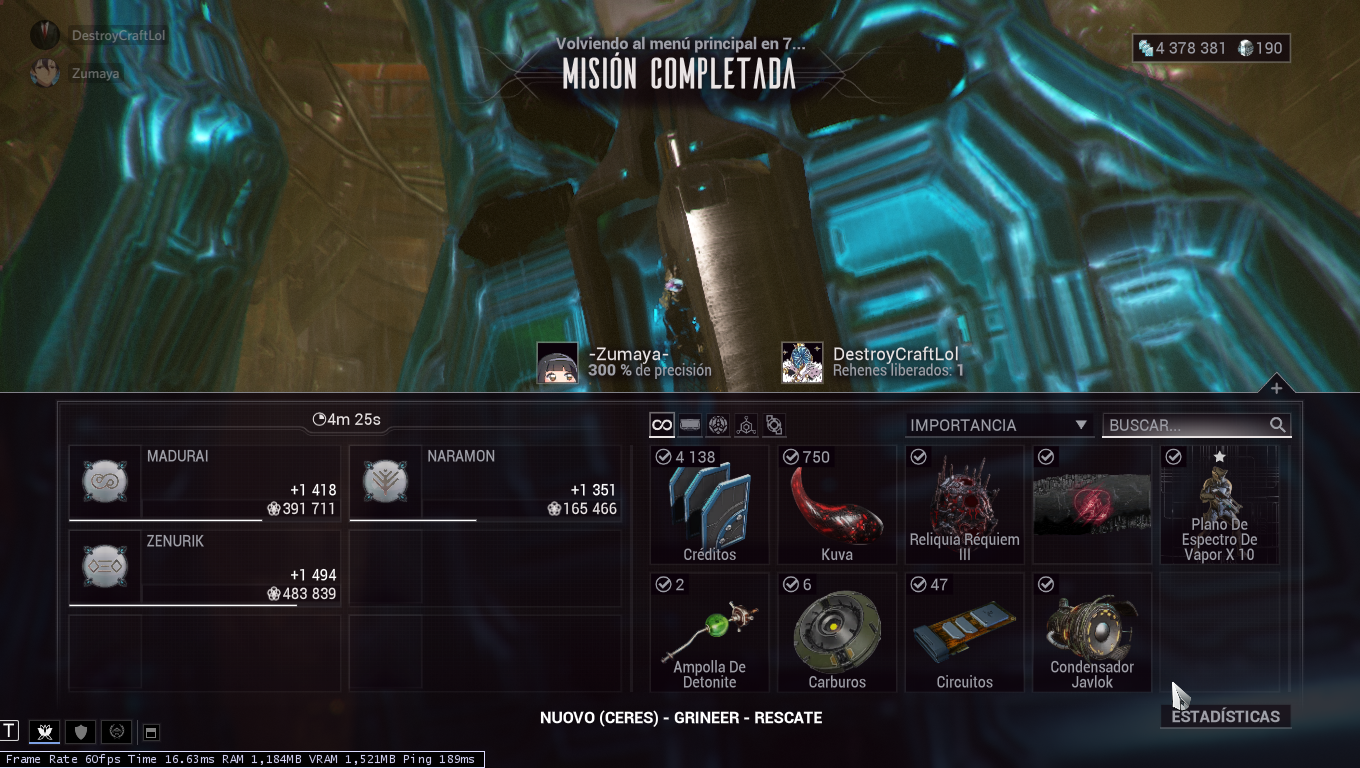 DestroyCraftLol
Zumaya
Volviendo al menú principal en 7...
MISIÓN COMPLETADA
4 378 381 190
-Zumaya-
300 % de precisión
DestroyCraftLol
Rehenes liberados: 1
4m 25s
IMPORTANCIA
BUSCAR...
MADURAI
+1 418
391 711
NARAMON
+1 351
165 466
ZENURIK
+1 494
483 839
4 138
Créditos
750
Kuva
Reliquia Réquiem
III
Plano De
Espectro De
Vapor X 10
2
Ampolla De
Detonite
6
Carburos
47
Circuitos
Condensador
Javlok
NUEVO (CERES) - GRINEER - RESCATE
ESTADÍSTICAS
T
Frame Rate 60fps Time 16.63ms RAM 1,184MB VRAM 1,521MB Ping 189ms